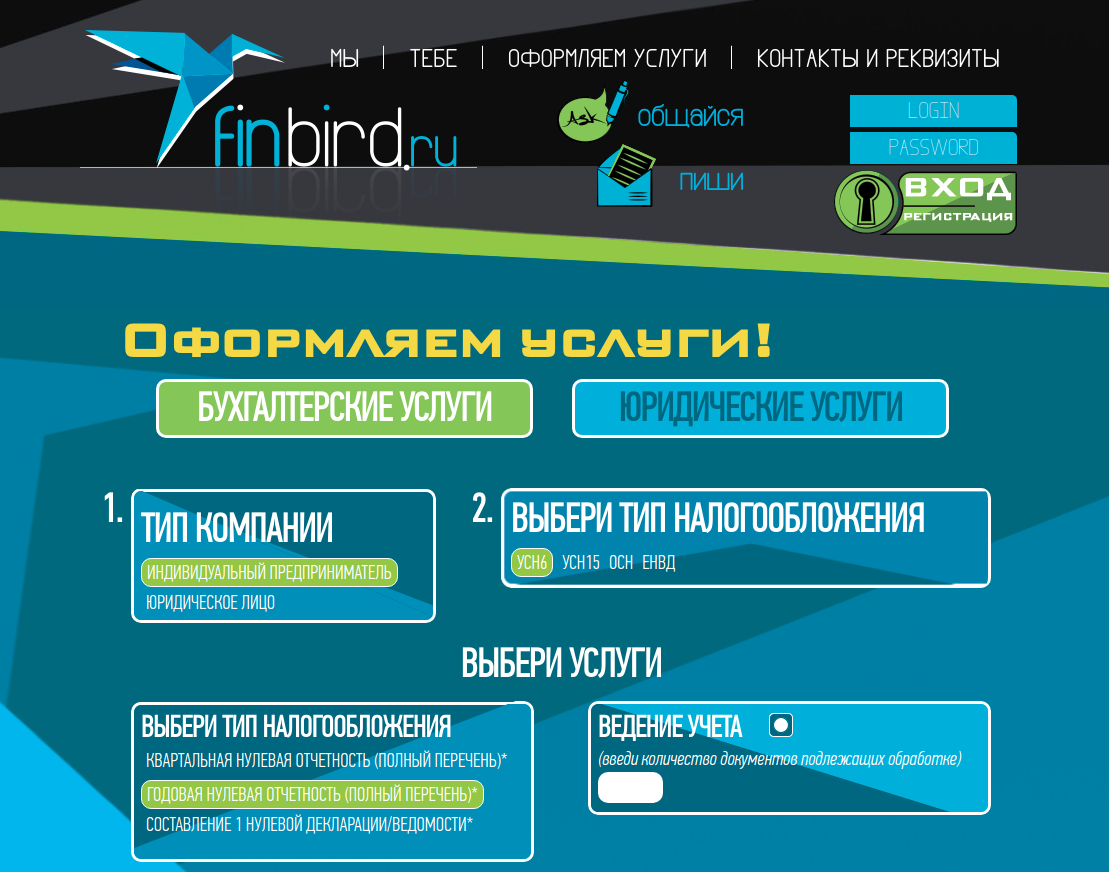 МЫ
ТЕБЕ
ОФОРМЛЯЕМ УСЛУГИ
КОНТАКТЫ И РЕКВИЗИТЫ
finbird.ru
Ask
общайся
пиши
LOGIN
PASSWORD
ВХОД
РЕГИСТРАЦИЯ
Оформляем услуги!
БУХГАЛТЕРСКИЕ УСЛУГИ
ЮРИДИЧЕСКИЕ УСЛУГИ
1.
ТИП КОМПАНИИ
ИНДИВИДУАЛЬНЫЙ ПРЕДПРИНИМАТЕЛЬ
ЮРИДИЧЕСКОЕ ЛИЦО
2.
ВЫБЕРИ ТИП НАЛОГООБЛОЖЕНИЯ
УСН6 УСН15 ОСН ЕНВД
ВЫБЕРИ УСЛУГИ
ВЫБЕРИ ТИП НАЛОГООБЛОЖЕНИЯ
КВАРТАЛЬНАЯ НУЛЕВАЯ ОТЧЕТНОСТЬ (ПОЛНЫЙ ПЕРЕЧЕНЬ)*
ГОДОВАЯ НУЛЕВАЯ ОТЧЕТНОСТЬ (ПОЛНЫЙ ПЕРЕЧЕНЬ)*
СОСТАВЛЕНИЕ 1 НУЛЕВОЙ ДЕКЛАРАЦИИ/ВЕДОМОСТИ*
ВЕДЕНИЕ УЧЕТА
(введи количество документов подлежащих обработке)